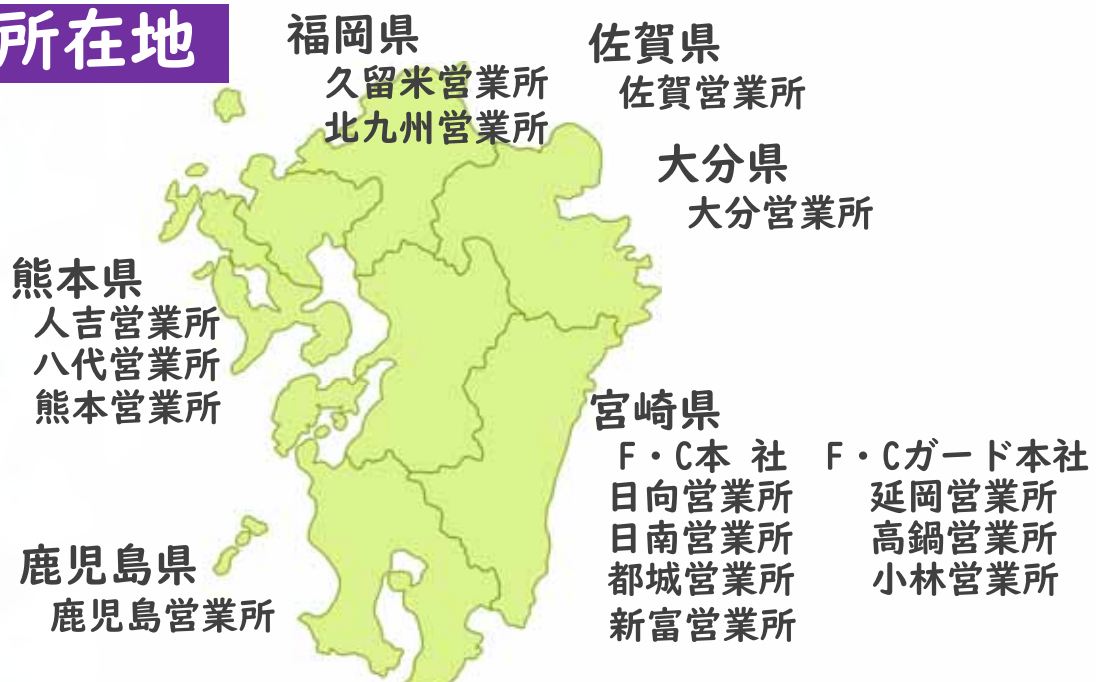 所在地
福岡県
久留米営業所
北九州営業所
佐賀県
佐賀営業所
大分県
大分営業所
熊本県
人吉営業所
八代営業所
熊本営業所
宮崎県
F・C本 社 F・Cガード本社
日向営業所 延岡営業所
日南営業所 高鍋営業所
都城営業所 小林営業所
新富営業所
鹿児島県
鹿児島営業所